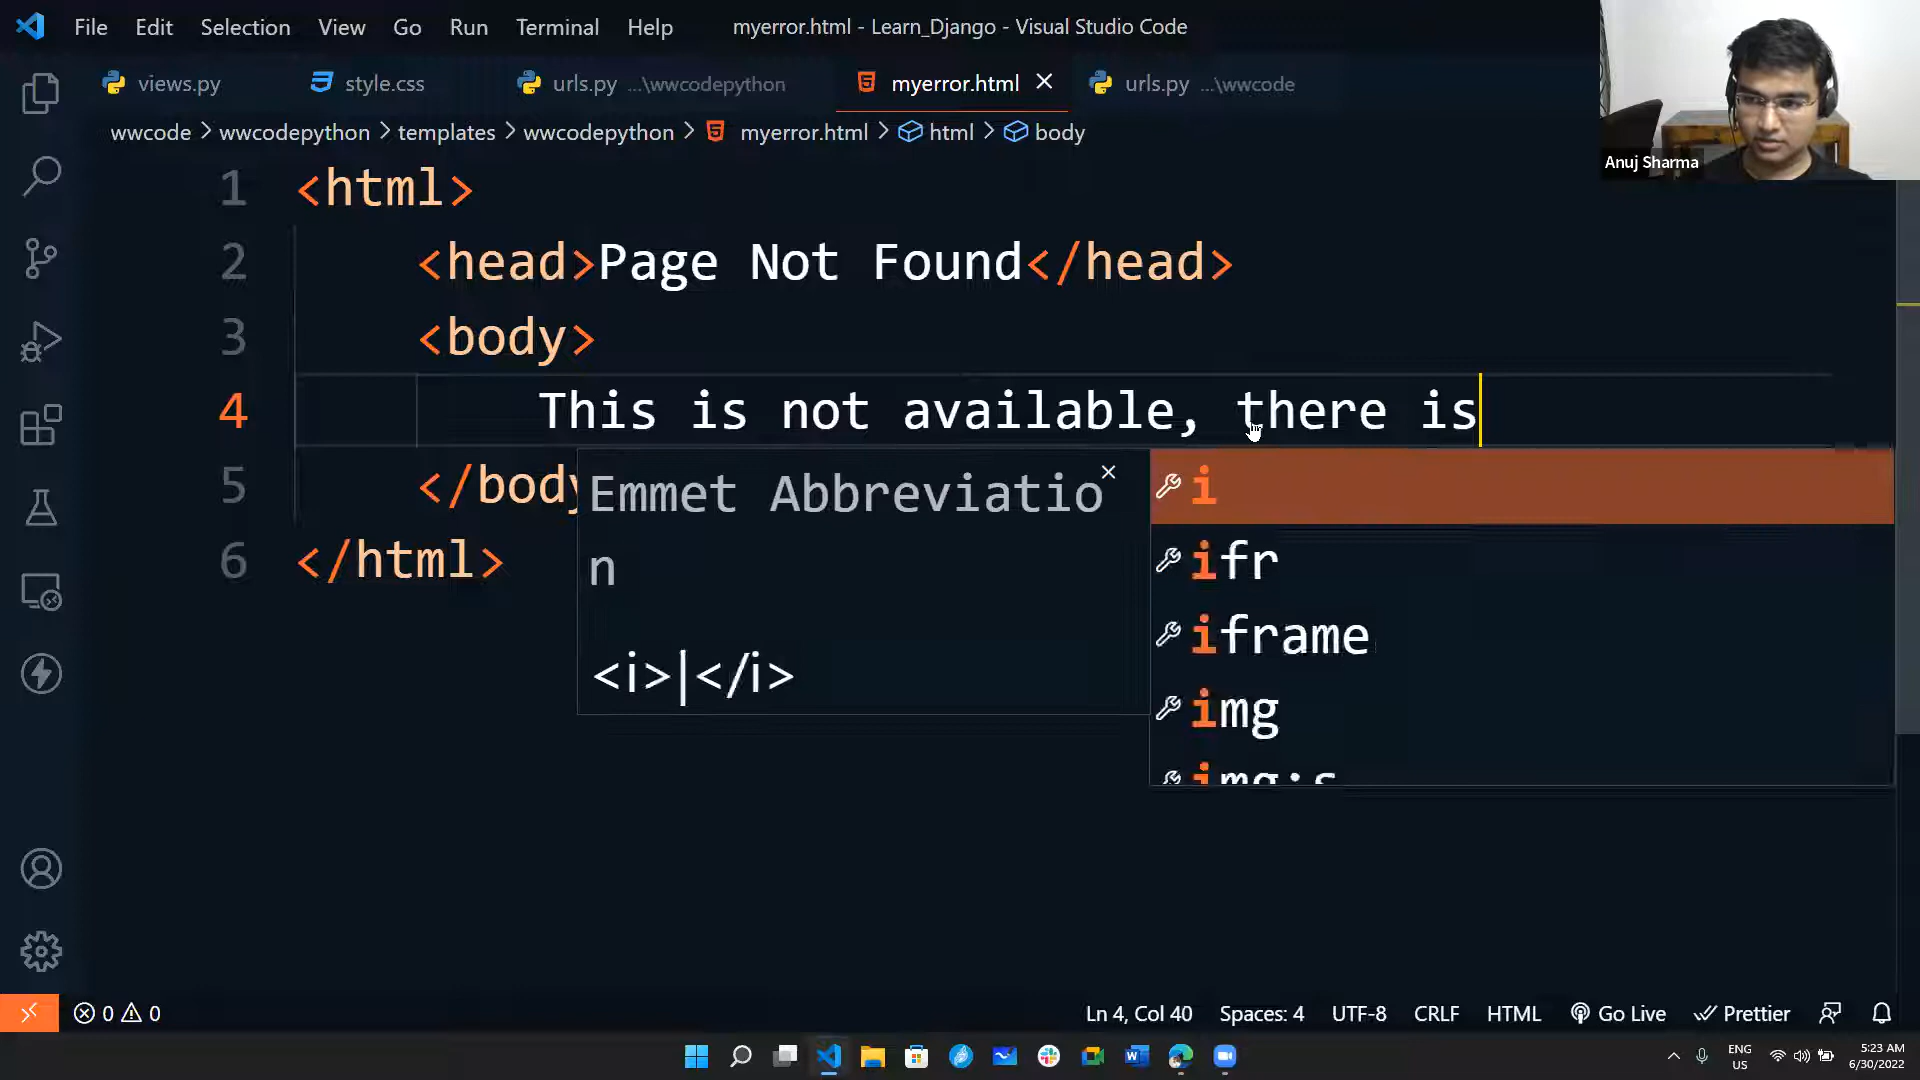 File Edit Selection View Go Run Terminal Help myerror.html - Learn_Django - Visual Studio Code
views.py style.css urls.py ...\wwcodepython myerror.html urls.py ...\wwcode
wwcode > wwcodepython > templates > wwcodepython > myerror.html > html > body
Anuj Sharma
1 <html>
2 <head>Page Not Found</head>
3 <body>
4 This is not available, there is
5 </body
6 </html>
Emmet Abbreviatio
n
<i>|</i>
i
ifr
iframe
img
img:s
0 0 Ln 4, Col 40 Spaces: 4 UTF-8 CRLF HTML Go Live Prettier
ENG
US
5:23 AM
6/30/2022